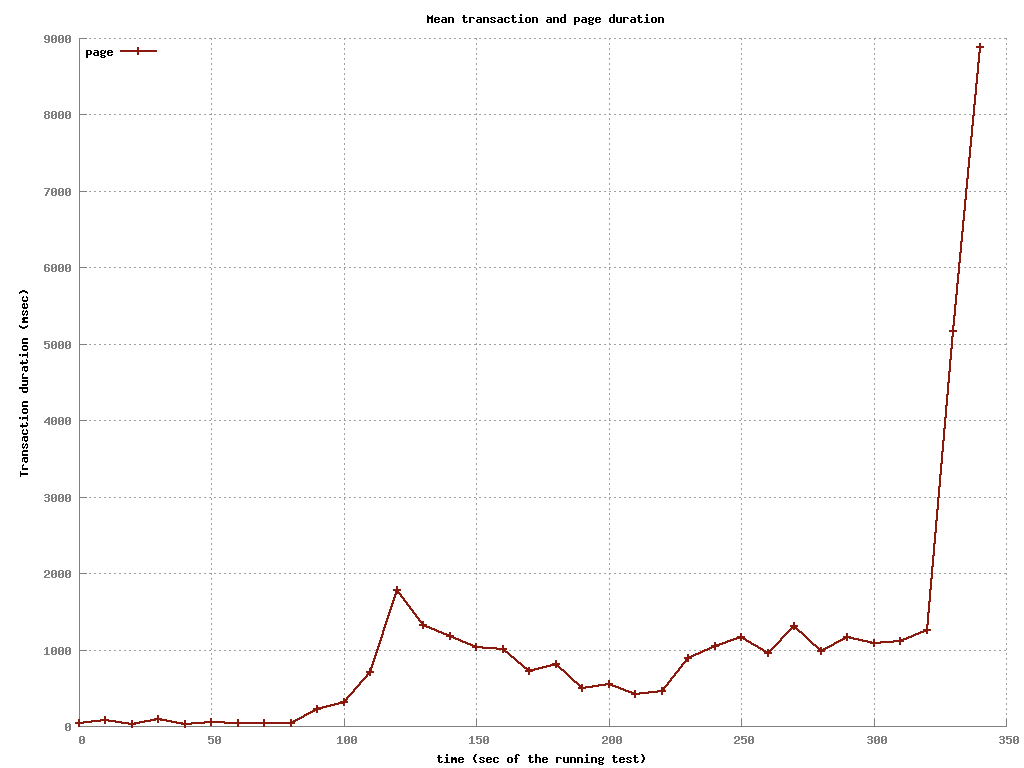 Mean transaction and page duration
9000
page
8000
7000
6000
5000
4000
3000
2000
1000
0
Transaction duration (msec)
0 50 100 150 200 250 300 350
time (sec of the running test)